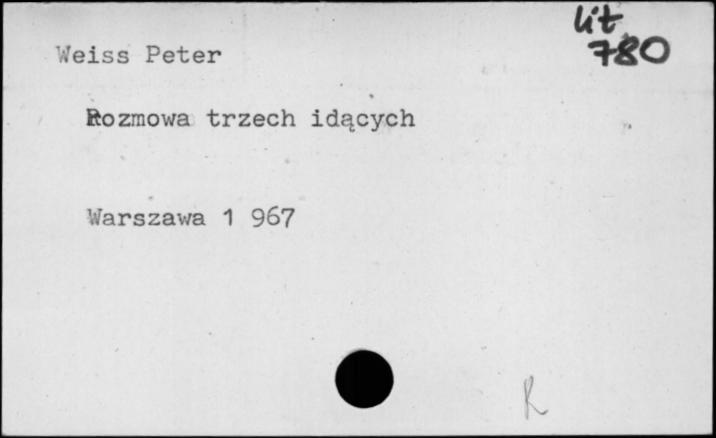 lit
780
Weiss Peter
Rozmowa trzech idących
Warszawa 1 967
R